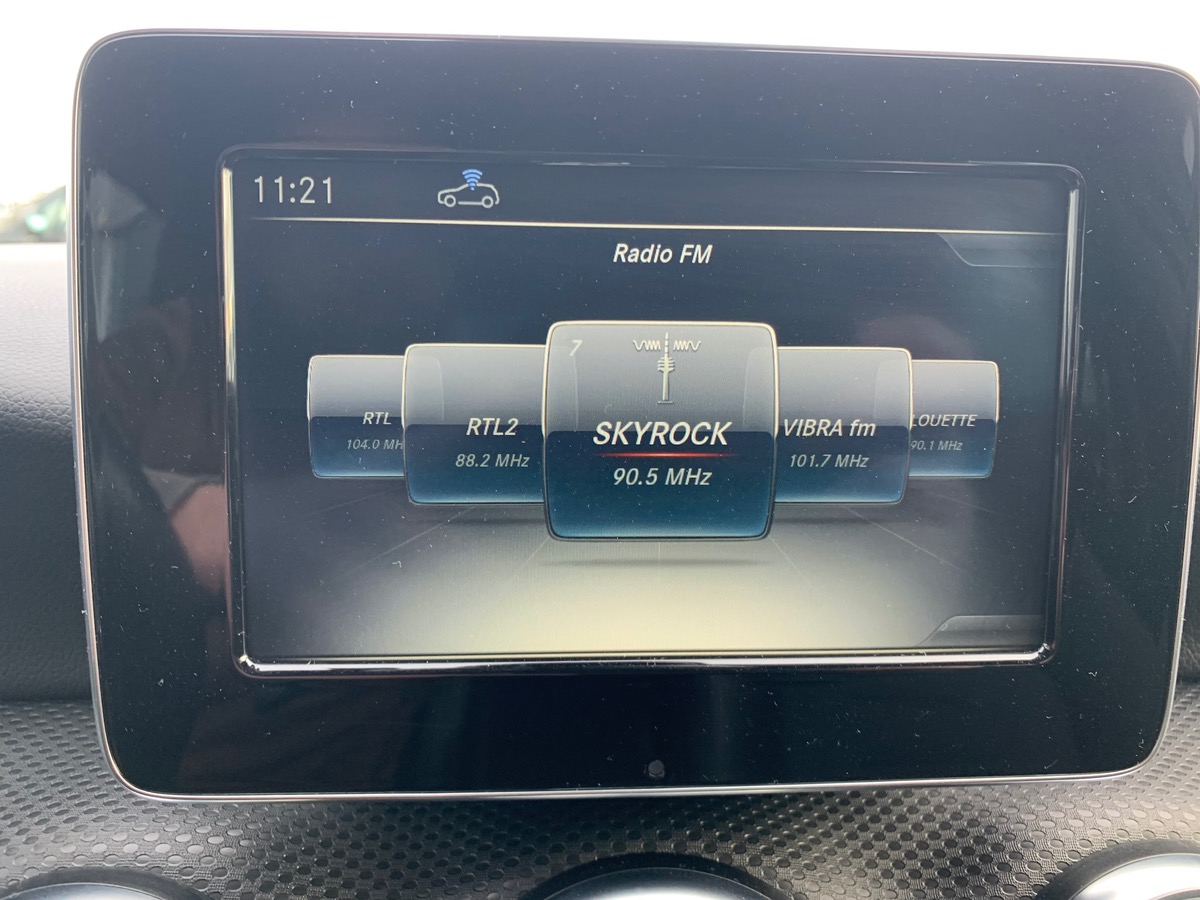 11:21
Radio FM
7
RTL
104.0 MH
RTL2
88.2 MHz
SKYROCK
90.5 MHz
VIBRA fm
101.7 MHz
LOUETTE
90.1 MHz